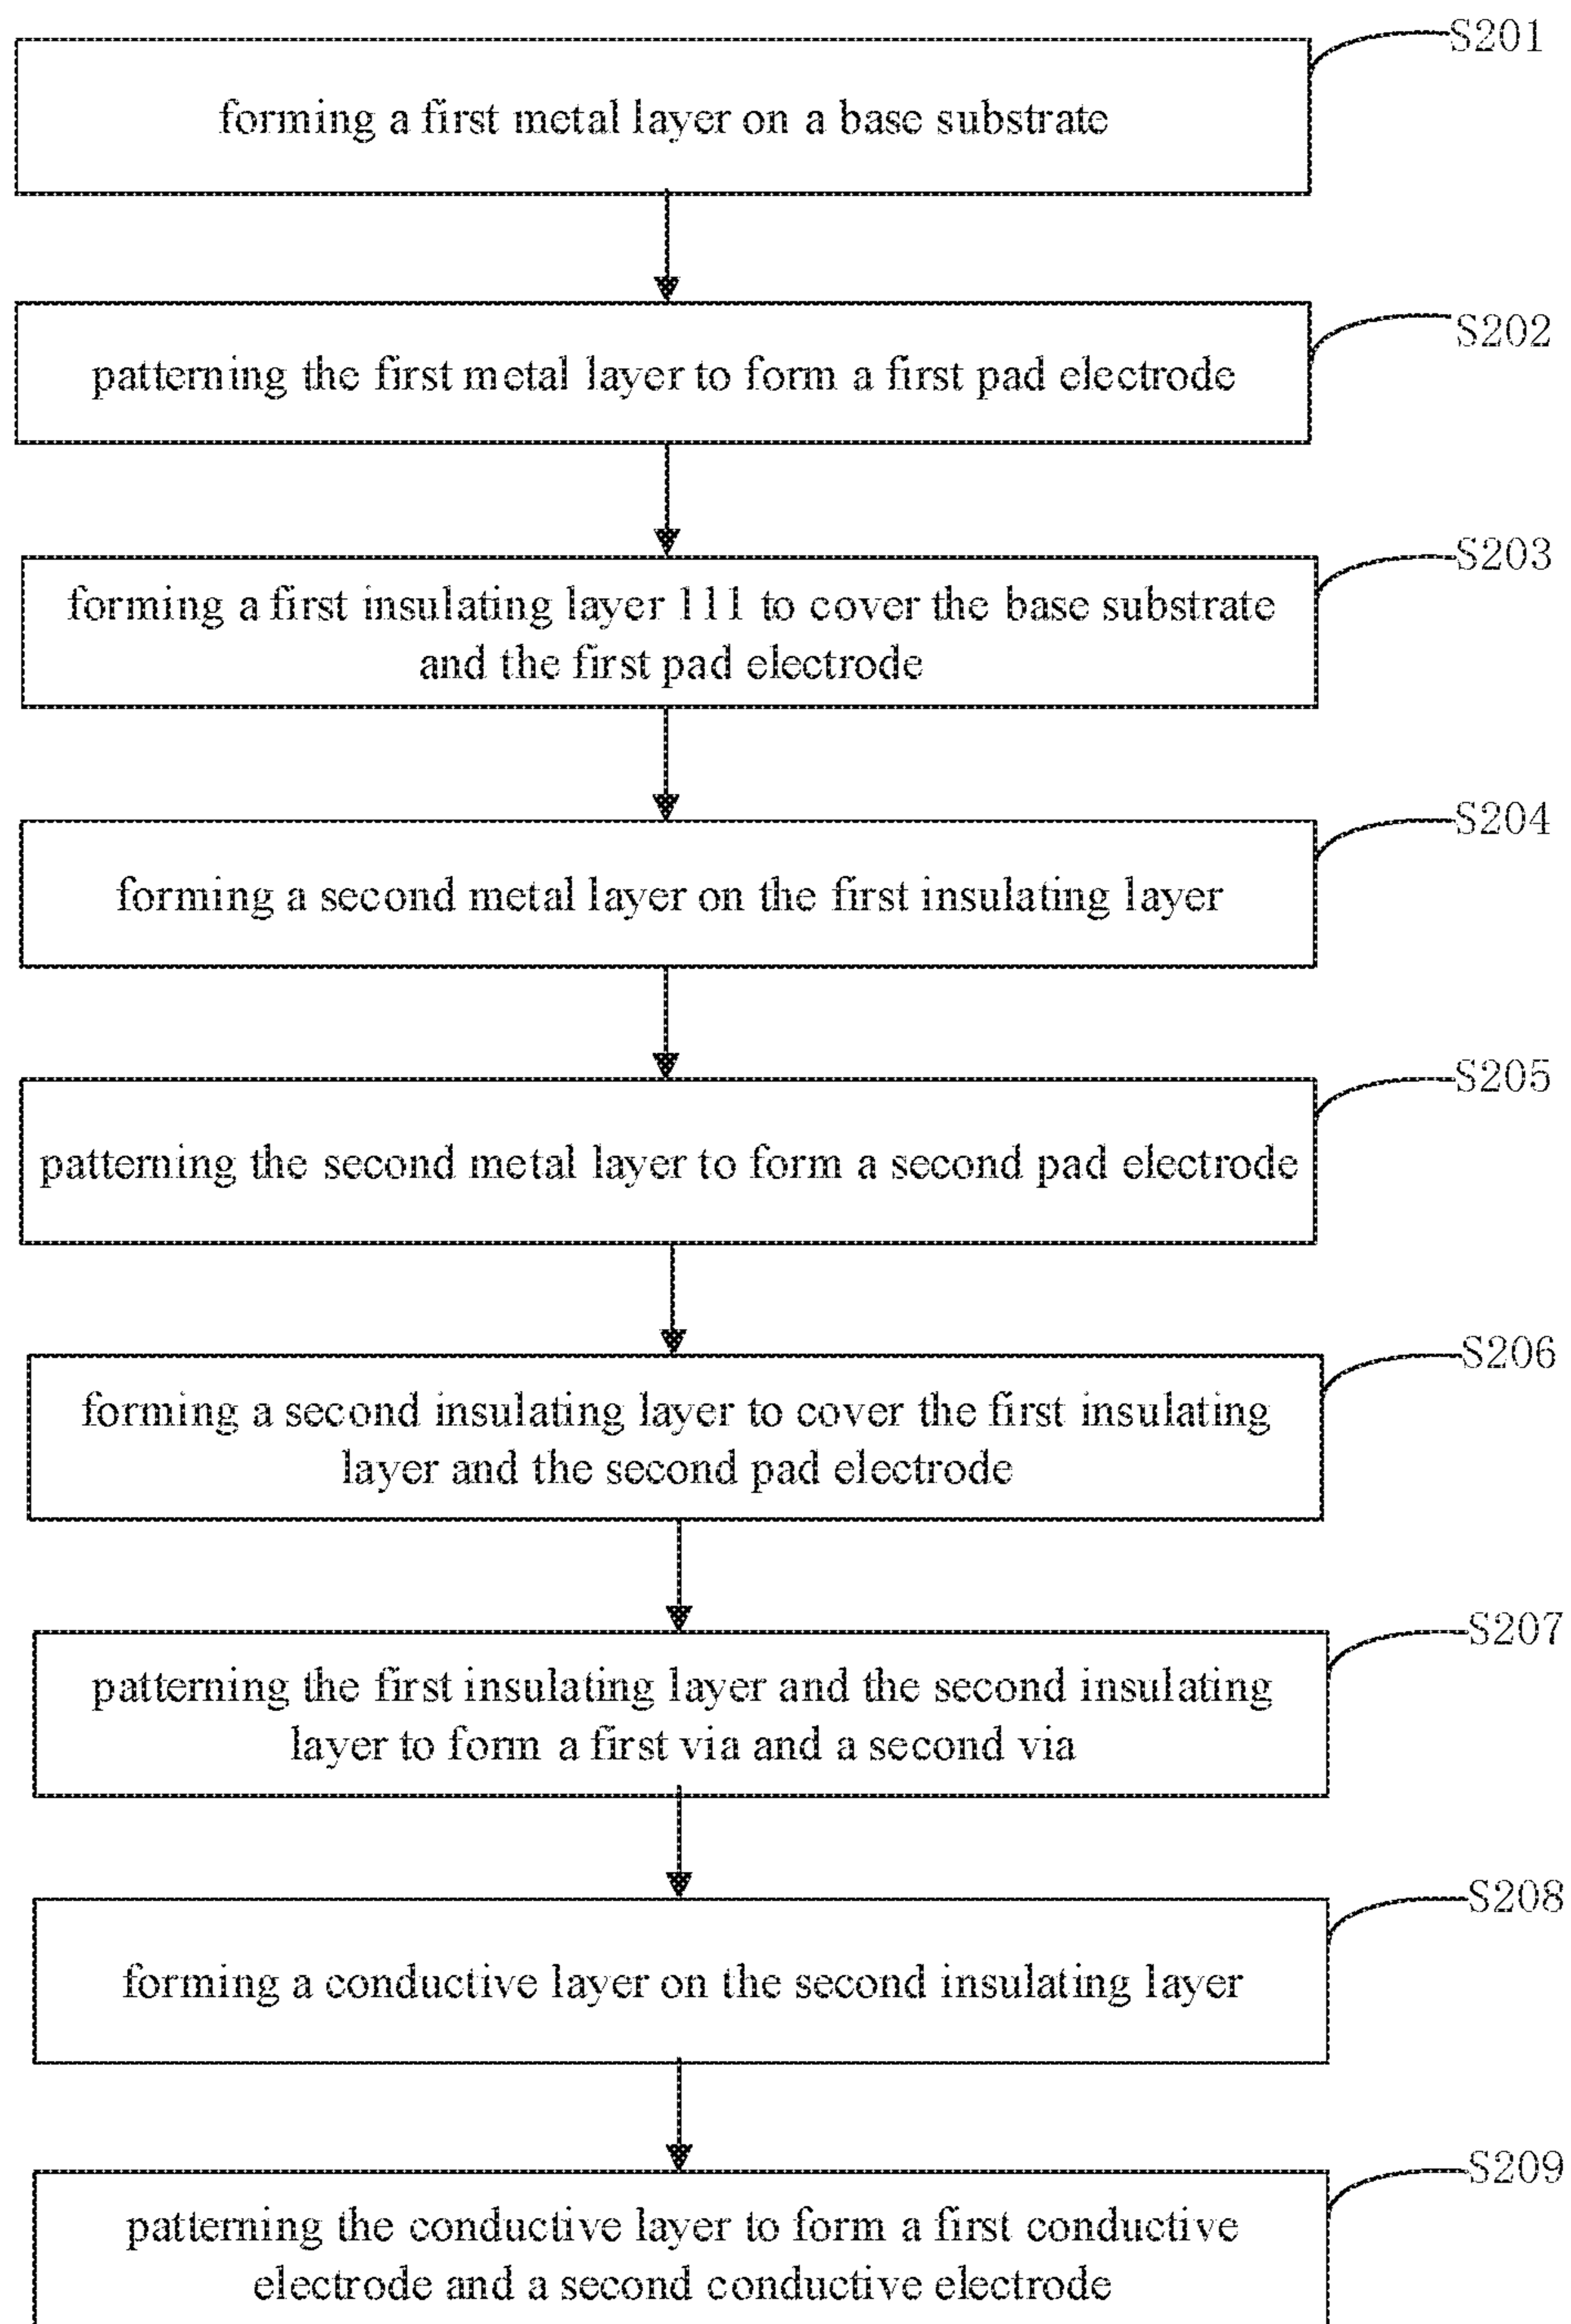 S201
forming a first metal layer on a base substrate
S202
patterning the first metal layer to form a first pad electrode
S203
forming a first insulating layer 111 to cover the base substrate
and the first pad electrode
S204
forming a second metal layer on the first insulating layer
S205
patterning the second metal layer to form a second pad electrode
S206
forming a second insulating layer to cover the first insulating
layer and the second pad electrode
S207
patterning the first insulating layer and the second insulating
layer to form a first via and a second via
S208
forming a conductive layer on the second insulating layer
S209
patterning the conductive layer to form a first conductive
electrode and a second conductive electrode